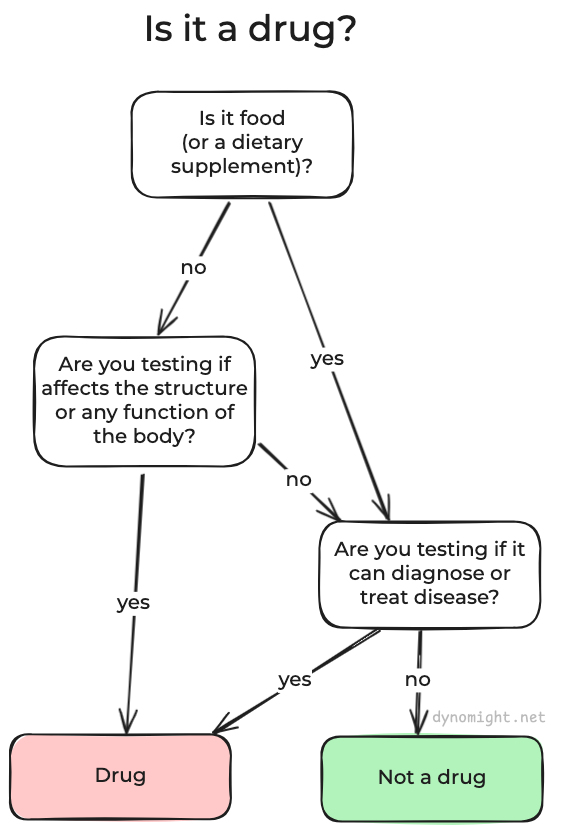 Is it a drug?
Is it food
(or a dietary
supplement)?
no
yes
Are you testing if
affects the structure
or any function of
the body?
no
Are you testing if it
can diagnose or
treat disease?
yes
yes
no
dynomight.net
Drug
Not a drug